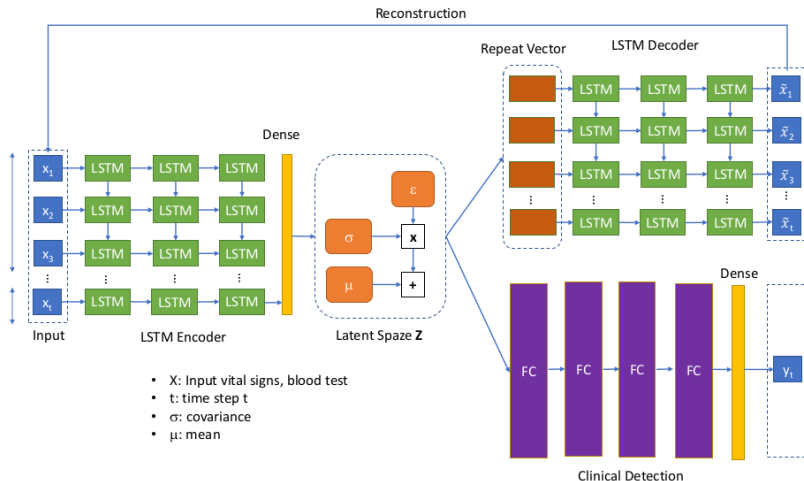 Reconstruction
Repeat Vector
LSTM Decoder
LSTM LSTM LSTM x̃1
LSTM LSTM LSTM x̃2
LSTM LSTM LSTM x̃3
... ... ... ... ...
LSTM LSTM LSTM x̃t
Dense
x1 LSTM LSTM LSTM
x2 LSTM LSTM LSTM
x3 LSTM LSTM LSTM
... ... ... ...
xt LSTM LSTM LSTM
Input
LSTM Encoder
ε
σ x
μ +
Latent Spaze Z
Dense
FC FC FC FC yt
Clinical Detection
• X: Input vital signs, blood test
• t: time step t
• σ: covariance
• μ: mean